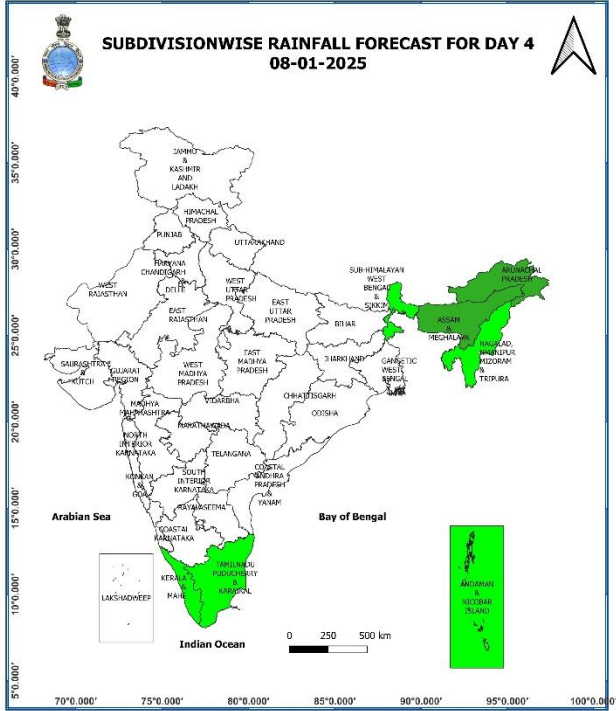 SUBDIVISIONWISE RAINFALL FORECAST FOR DAY 4
08-01-2025
40°0.000'
35°0.000'
30°0.000'
25°0.000'
20°0.000'
15°0.000'
10°0.000'
5°0.000'
JAMMO
&
KASHMIR
AND
LADAKH
HIMACHAL
PRADESH
PUNJAB
UTTARAKHAND
HARYANA
CHANDIGARH
&
DELHI
WEST
RAJASTHAN
WEST
UTTAR
PRADESH
EAST
RAJASTHAN
EAST
UTTAR
PRADESH
SUB-HIMALAYAN
WEST
BENGAL
&
SIKKIM
ARUNACHAL
PRADESH
ASSAM
&
MEGHALAYA
BIHAR
NAGALAD,
MANIPUR
MIZORAM
&
TRIPURA
SAURASHTRA
&
KUTCH
GUJARAT
REGION
WEST
MADHYA
PRADESH
EAST
MADHYA
PRADESH
JHARKHAND
GANGETIC
WEST
BENGAL
CHHATTISGARH
ODISHA
MADHYA
MAHARASHTRA
VIDARBHA
MARATHAWADA
NORTH
INTERIOR
KARNATAKA
TELANGANA
KONKAN
&
GOA
SOUTH
INTERIOR
KARNATAKA
COASTAL
ANDHRA
PRADESH
&
YANAM
RAYALASEEMA
COASTAL
KARNATAKA
Arabian Sea
Bay of Bengal
LAKSHADWEEP
KERALA
&
MAHE
TAMILNADU
PUDUCHERRY
&
KARAIKAL
ANDAMAN
&
NICOBAR
ISLAND
Indian Ocean
0 250 500 km
70°0.000' 75°0.000' 80°0.000' 85°0.000' 90°0.000' 95°0.000' 100°0.000'